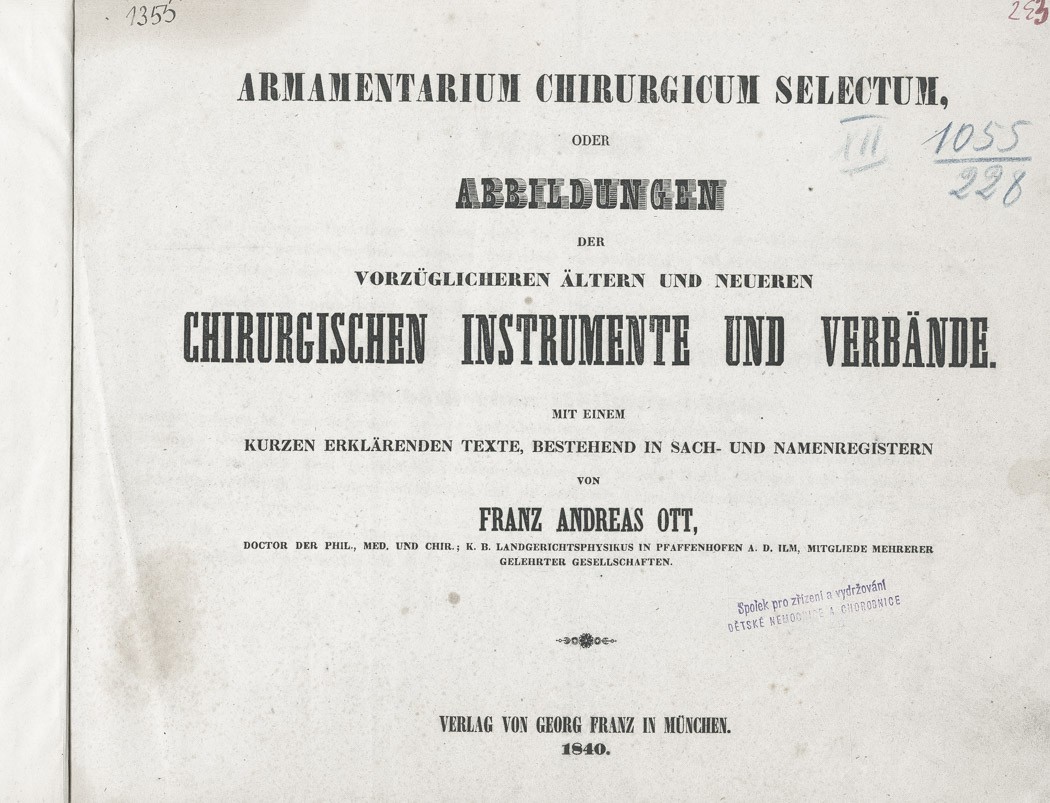 1355
ARMAMENTARIUM CHIRURGICUM SELECTUM,
ODER
III 1055
228
ABBILDUNGEN
DER
VORZÜGLICHEREN ÄLTERN UND NEUEREN
CHIRURGISCHEN INSTRUMENTE UND VERBÄNDE.
MIT EINEM
KURZEN ERKLÄRENDEN TEXTE, BESTEHEND IN SACH- UND NAMENREGISTERN
VON
FRANZ ANDREAS OTT,
DOCTOR DER PHIL., MED. UND CHIR.; K. B. LANDGERICHTSPHYSIKUS IN PFAFFENHOFEN A. D. ILM, MITGLIEDE MEHRERER
GELEHRTER GESELLSCHAFTEN.
Spolek pro zřízení a vydržování
DĚTSKÉ NEMOCNICE A CHOROBNICE
VERLAG VON GEORG FRANZ IN MÜNCHEN.
1840.